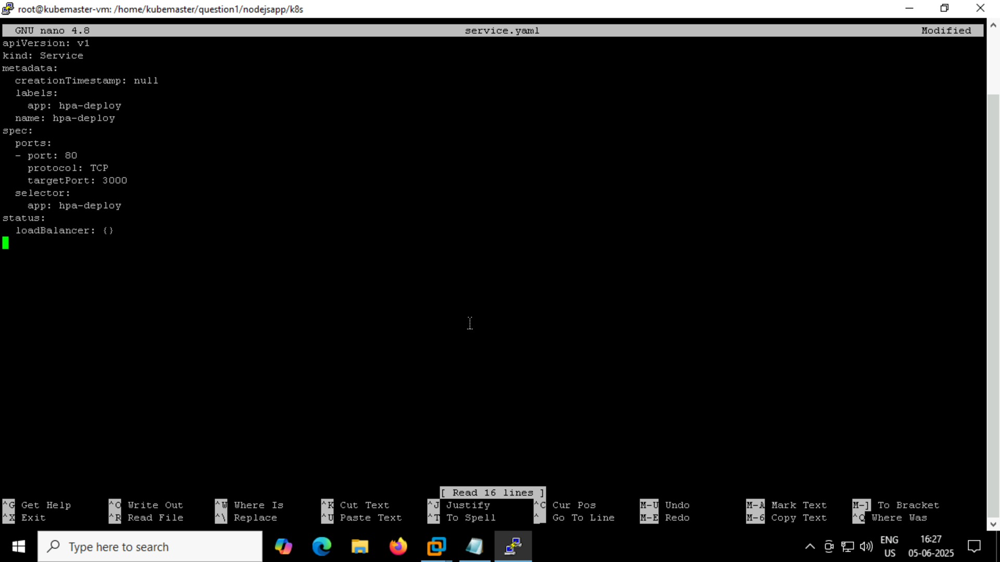 root@kubemaster-vm: /home/kubemaster/question1/nodejsapp/k8s
GNU nano 4.8 service.yaml Modified
apiVersion: v1
kind: Service
metadata:
  creationTimestamp: null
  labels:
    app: hpa-deploy
  name: hpa-deploy
spec:
  ports:
  - port: 80
    protocol: TCP
    targetPort: 3000
  selector:
    app: hpa-deploy
status:
  loadBalancer: {}
[ Read 16 lines ]
^G Get Help ^O Write Out ^W Where Is ^K Cut Text ^J Justify ^C Cur Pos M-U Undo M-A Mark Text M-] To Bracket
^X Exit ^R Read File ^\ Replace ^U Paste Text ^T To Spell ^_ Go To Line M-E Redo M-6 Copy Text ^Q Where Was
Type here to search
ENG 16:27
US 05-06-2025